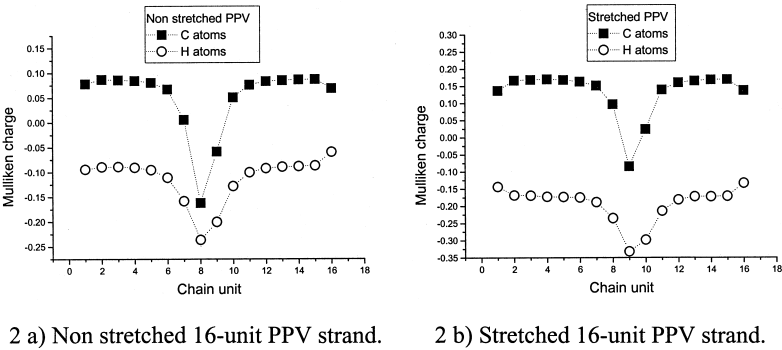 Non stretched PPV
C atoms
H atoms
0.15
0.10
0.05
0.00
-0.05
-0.10
-0.15
-0.20
-0.25
Mulliken charge
0 2 4 6 8 10 12 14 16 18
Chain unit
2 a) Non stretched 16-unit PPV strand.
Stretched PPV
C atoms
H atoms
0.30
0.25
0.20
0.15
0.10
0.05
0.00
-0.05
-0.10
-0.15
-0.20
-0.25
-0.30
-0.35
Mulliken charge
0 2 4 6 8 10 12 14 16 18
Chain unit
2 b) Stretched 16-unit PPV strand.